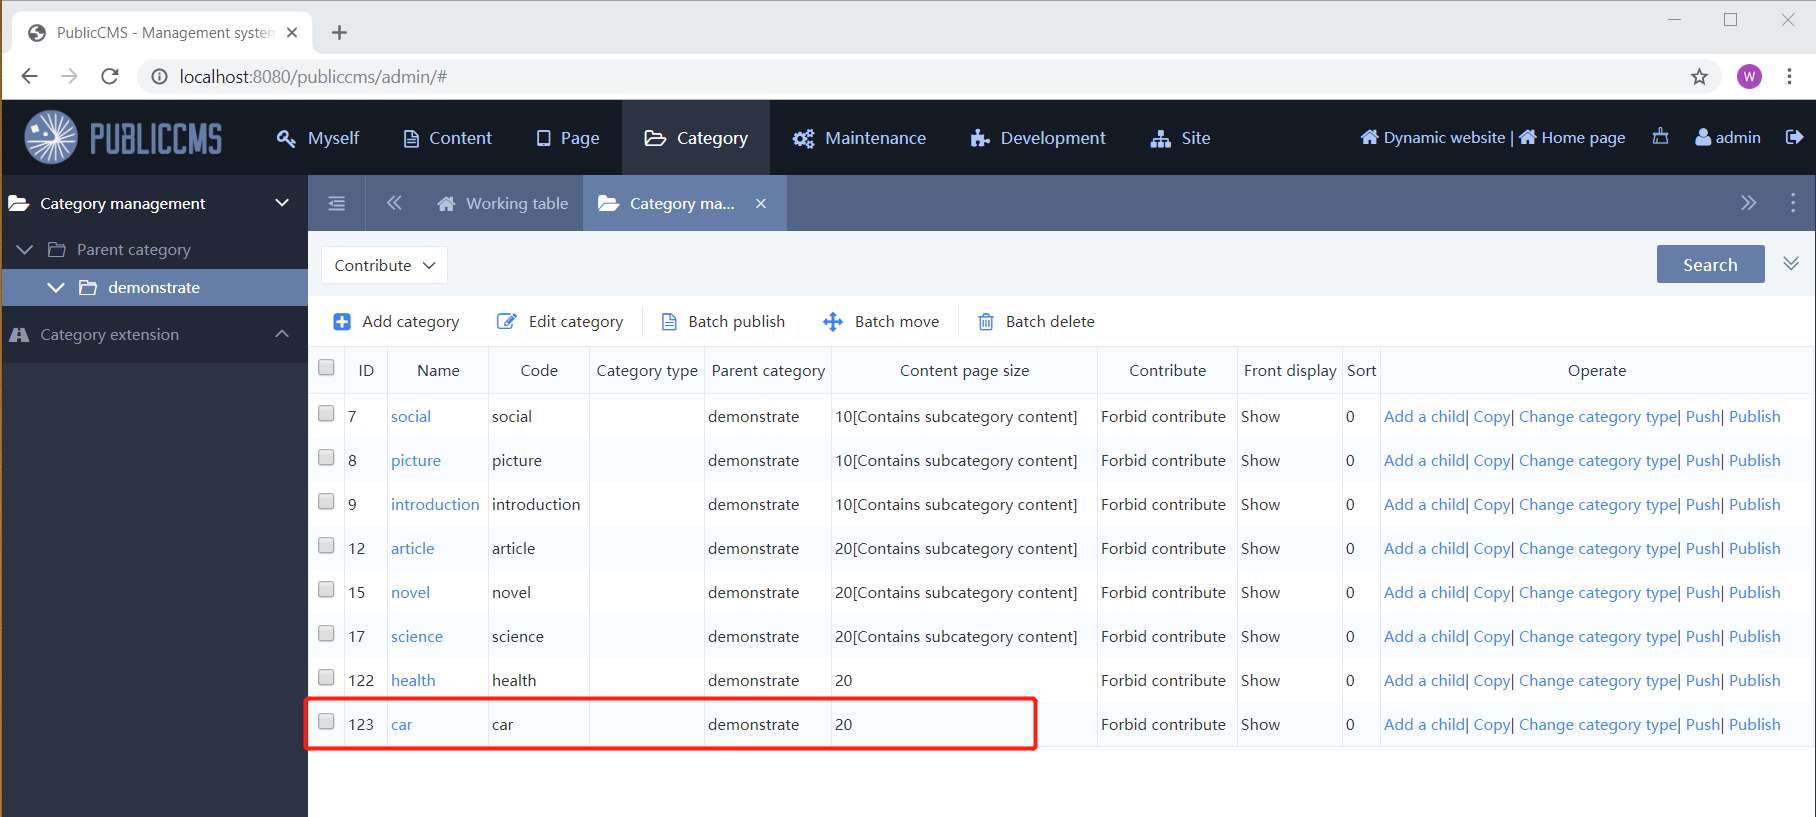 PublicCMS - Management system
localhost:8080/publiccms/admin/#
W
PUBLICCMS
Myself
Content
Page
Category
Maintenance
Development
Site
Dynamic website | Home page
admin
Category management
Parent category
demonstrate
Category extension
Working table
Category ma...
Contribute
Search
Add category
Edit category
Batch publish
Batch move
Batch delete
ID Name Code Category type Parent category Content page size Contribute Front display Sort Operate
7 social social demonstrate 10[Contains subcategory content] Forbid contribute Show 0 Add a child| Copy| Change category type| Push| Publish
8 picture picture demonstrate 10[Contains subcategory content] Forbid contribute Show 0 Add a child| Copy| Change category type| Push| Publish
9 introduction introduction demonstrate 10[Contains subcategory content] Forbid contribute Show 0 Add a child| Copy| Change category type| Push| Publish
12 article article demonstrate 20[Contains subcategory content] Forbid contribute Show 0 Add a child| Copy| Change category type| Push| Publish
15 novel novel demonstrate 20[Contains subcategory content] Forbid contribute Show 0 Add a child| Copy| Change category type| Push| Publish
17 science science demonstrate 20[Contains subcategory content] Forbid contribute Show 0 Add a child| Copy| Change category type| Push| Publish
122 health health demonstrate 20 Forbid contribute Show 0 Add a child| Copy| Change category type| Push| Publish
123 car car demonstrate 20 Forbid contribute Show 0 Add a child| Copy| Change category type| Push| Publish